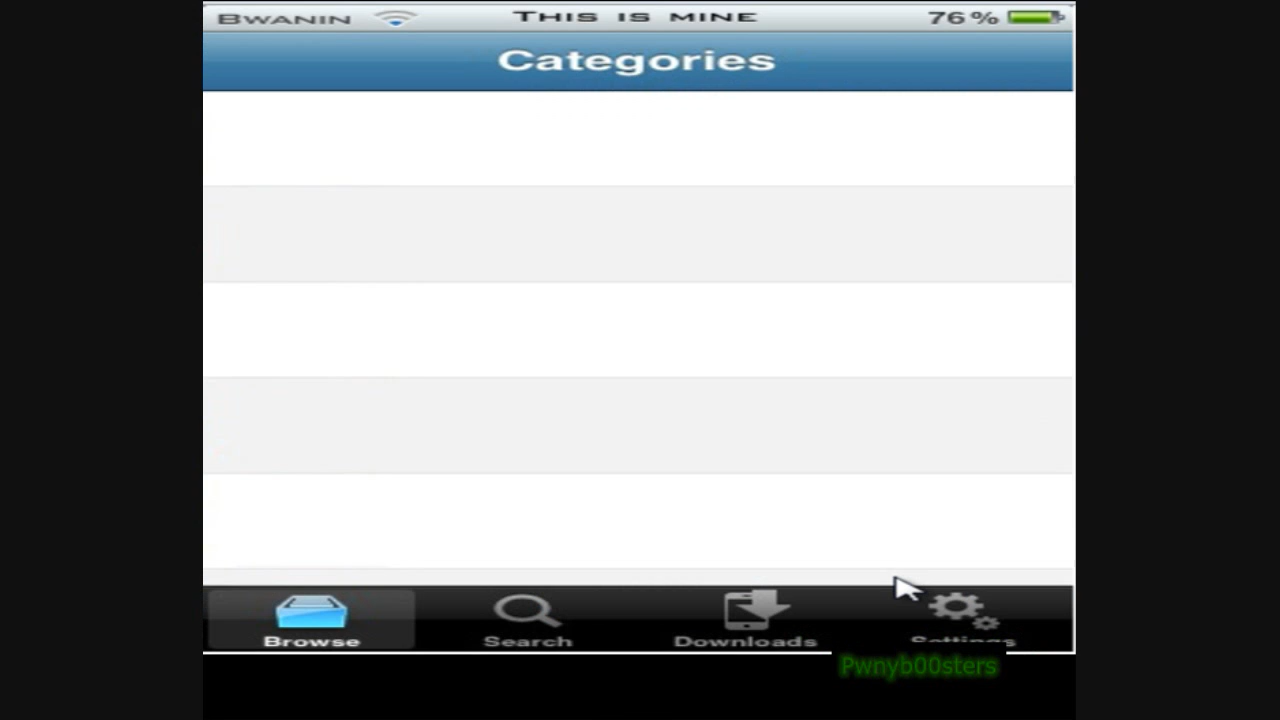 Bwanin This is mine 76%
Categories
Browse Search Downloads Settings
Pwnyb00sters